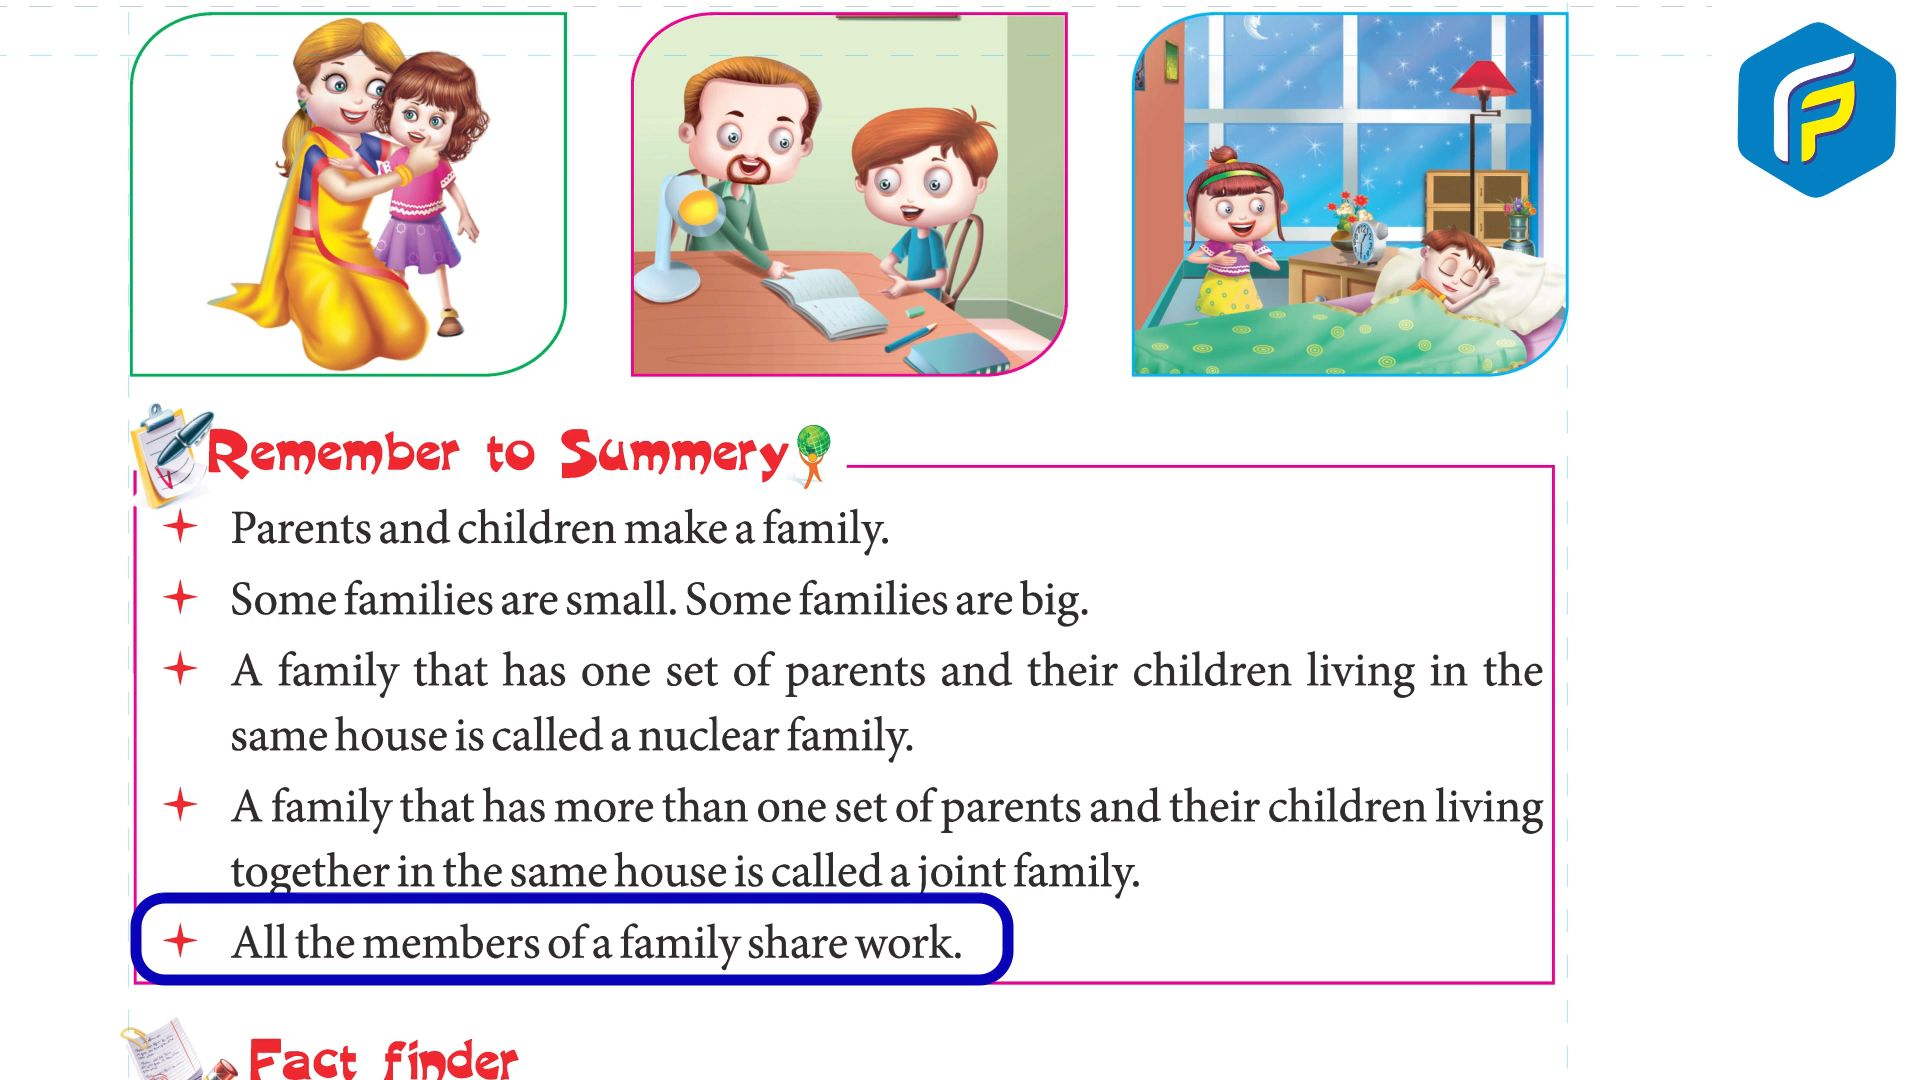 Remember to Summery
Parents and children make a family.
Some families are small. Some families are big.
A family that has one set of parents and their children living in the
same house is called a nuclear family.
A family that has more than one set of parents and their children living
together in the same house is called a joint family.
All the members of a family share work.
Fact finder